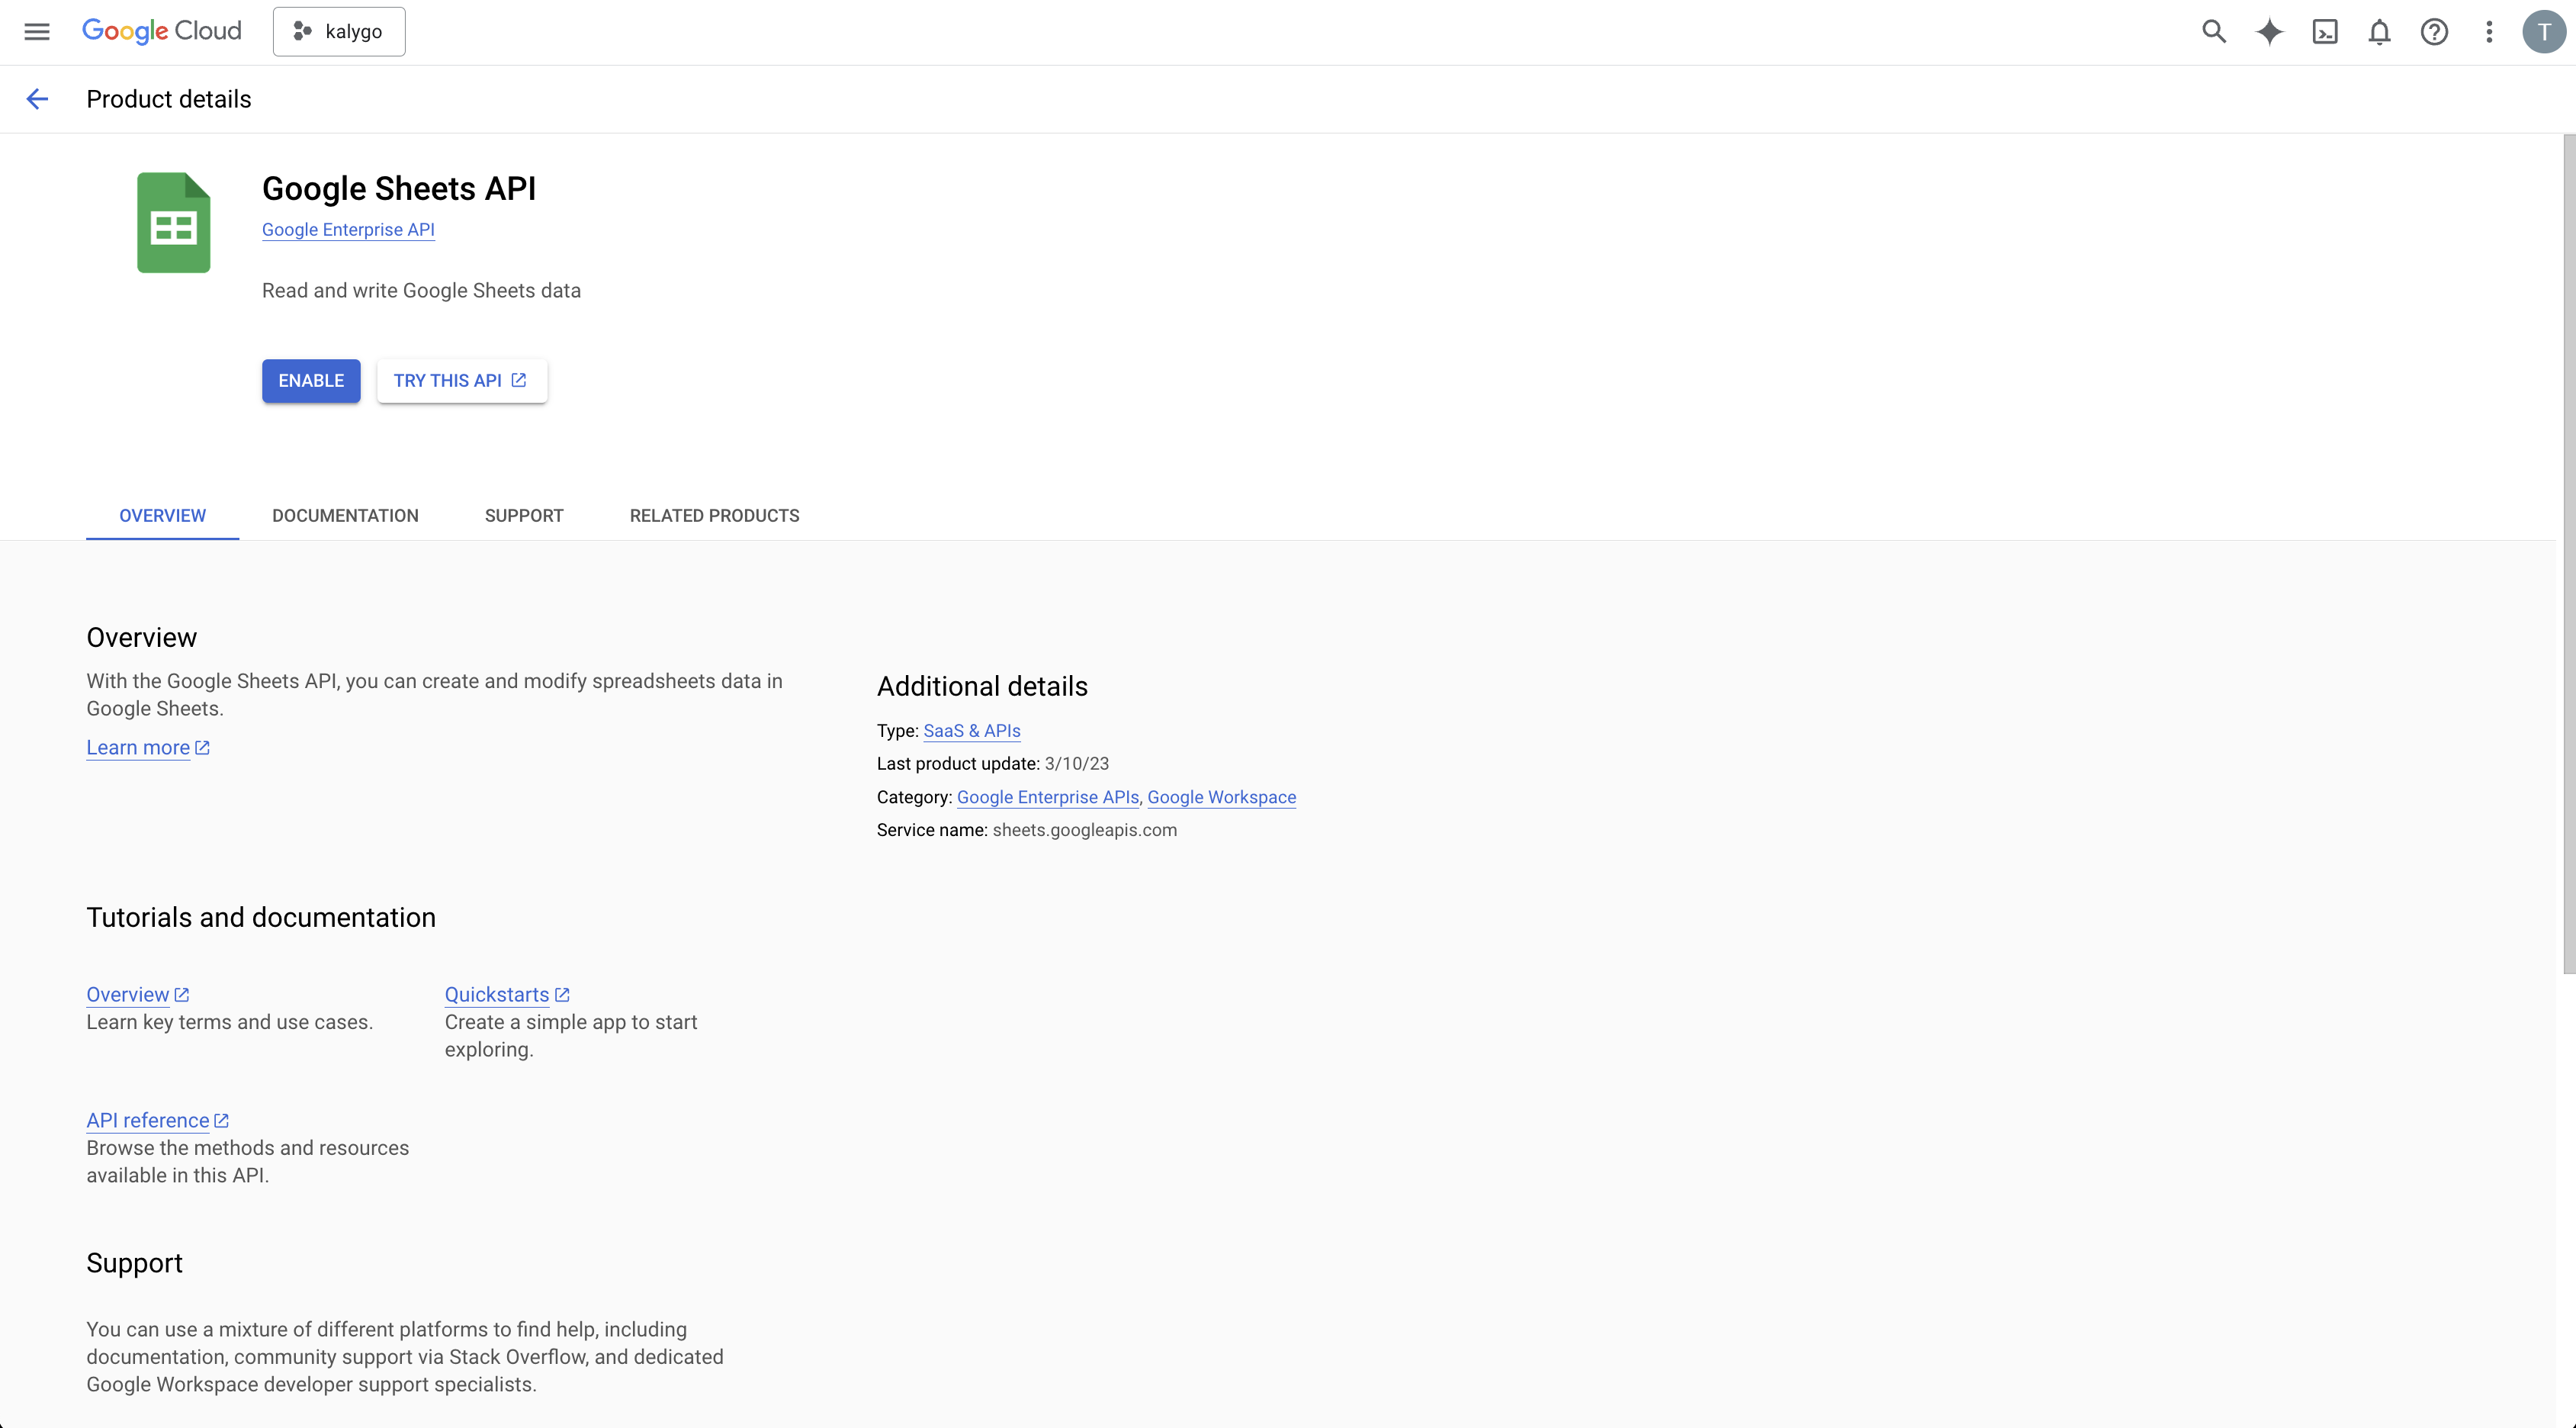 Google Cloud
kalygo
T
Product details
Google Sheets API
Google Enterprise API
Read and write Google Sheets data
ENABLE
TRY THIS API
OVERVIEW
DOCUMENTATION
SUPPORT
RELATED PRODUCTS
Overview
With the Google Sheets API, you can create and modify spreadsheets data in
Google Sheets.
Learn more
Additional details
Type: SaaS & APIs
Last product update: 3/10/23
Category: Google Enterprise APIs, Google Workspace
Service name: sheets.googleapis.com
Tutorials and documentation
Overview
Learn key terms and use cases.
Quickstarts
Create a simple app to start
exploring.
API reference
Browse the methods and resources
available in this API.
Support
You can use a mixture of different platforms to find help, including
documentation, community support via Stack Overflow, and dedicated
Google Workspace developer support specialists.